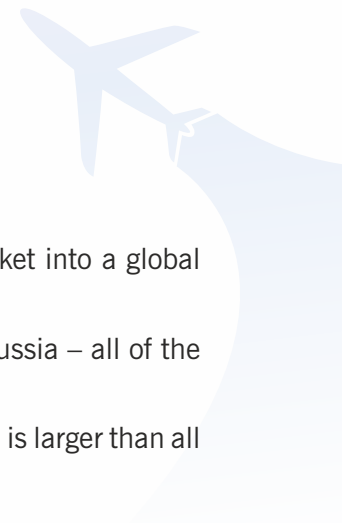 ket into a global
ussia – all of the
is larger than all